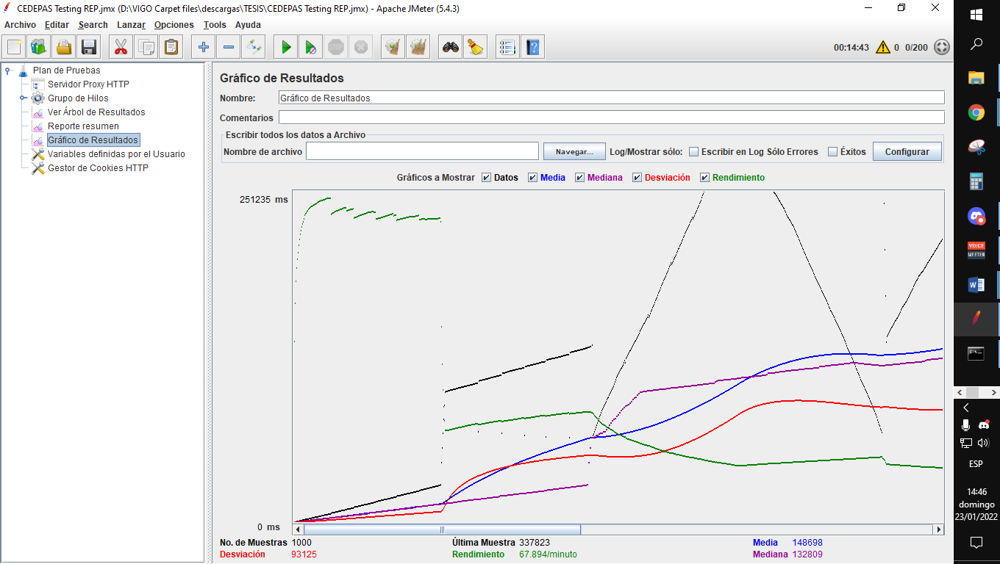 CEDEPAS Testing REP.jmx (D:\VIGO Carpet files\descargas\TESIS\CEDEPAS Testing REP.jmx) - Apache JMeter (5.4.3)
Archivo Editar Search Lanzar Opciones Tools Ayuda
00:14:43 0 0/200
Plan de Pruebas
Servidor Proxy HTTP
Grupo de Hilos
Ver Árbol de Resultados
Reporte resumen
Gráfico de Resultados
Variables definidas por el Usuario
Gestor de Cookies HTTP
Gráfico de Resultados
Nombre: Gráfico de Resultados
Comentarios
Escribir todos los datos a Archivo
Nombre de archivo Navegar... Log/Mostrar sólo: Escribir en Log Sólo Errores Éxitos Configurar
Gráficos a Mostrar Datos Media Mediana Desviación Rendimiento
251235 ms
0 ms
No. de Muestras 1000 Última Muestra 337823 Media 148698
Desviación 93125 Rendimiento 67.894/minuto Mediana 132809
VOICE
MEETER
ESP
14:46
domingo
23/01/2022